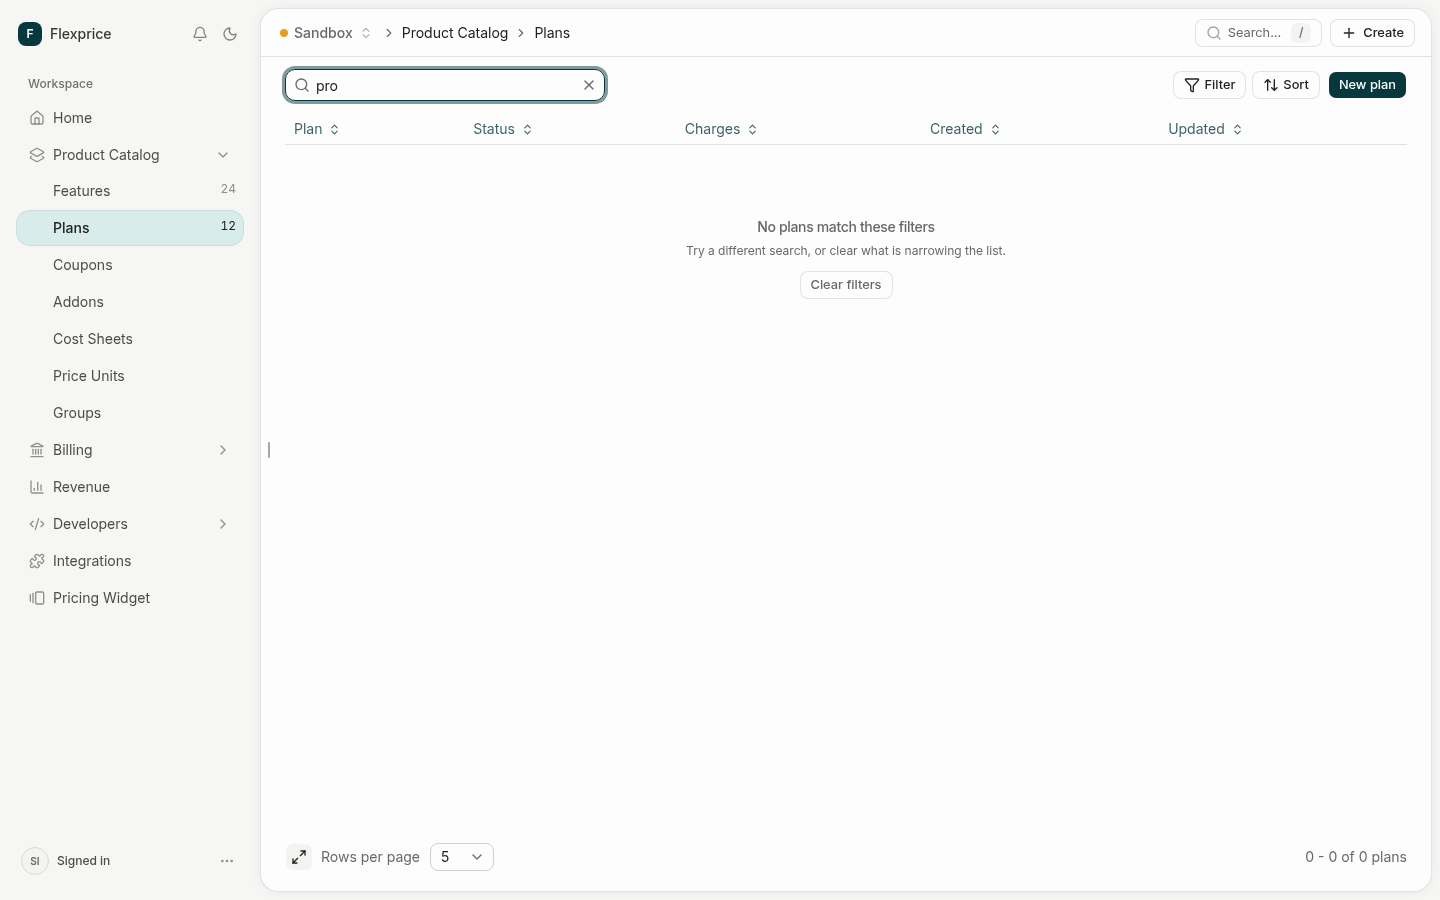 F Flexprice
Workspace
Home
Product Catalog
Features 24
Plans 12
Coupons
Addons
Cost Sheets
Price Units
Groups
Billing
Revenue
Developers
Integrations
Pricing Widget
SI Signed in
Sandbox Product Catalog Plans
Search... / Create
pro
Filter Sort New plan
Plan Status Charges Created Updated
No plans match these filters
Try a different search, or clear what is narrowing the list.
Clear filters
Rows per page 5
0 - 0 of 0 plans